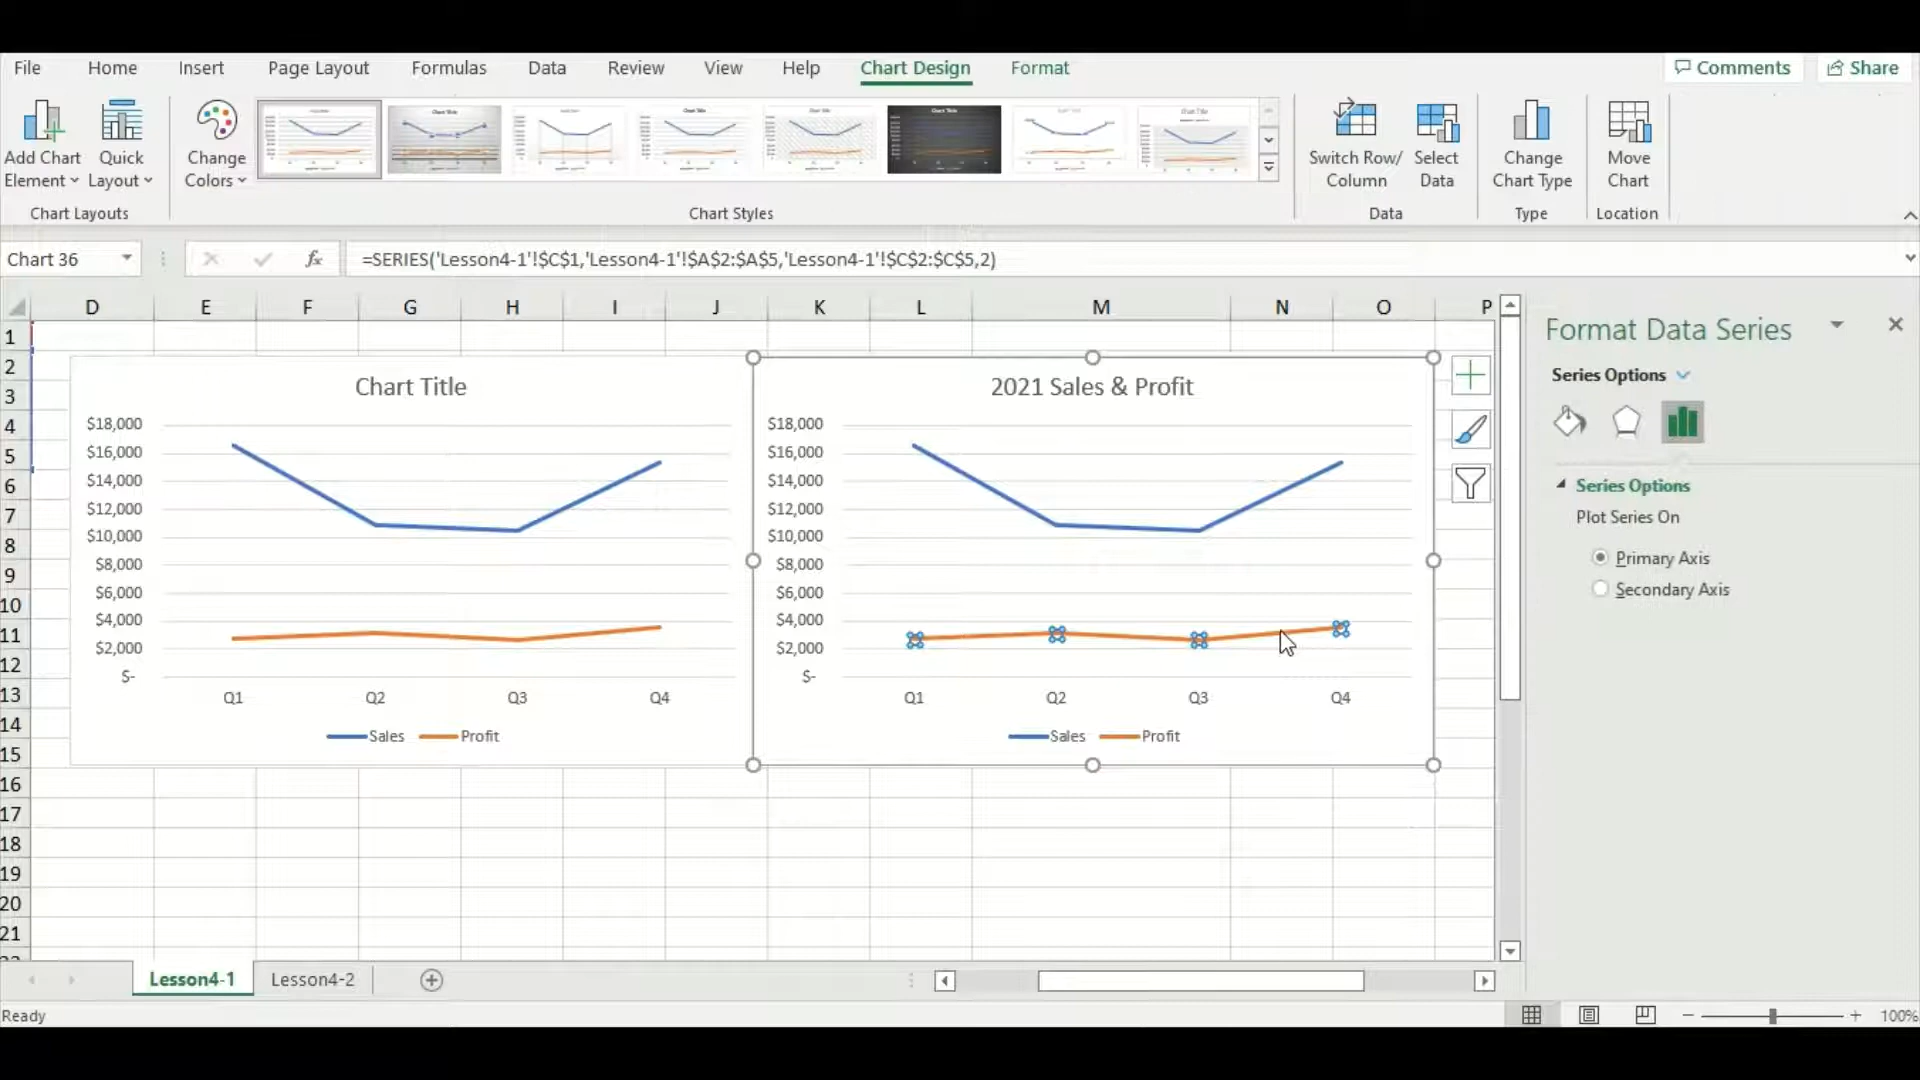 File Home Insert Page Layout Formulas Data Review View Help Chart Design Format Comments Share
Add Chart Element Quick Layout Change Colors Switch Row/ Column Select Data Change Chart Type Move Chart
Chart Layouts Chart Styles Data Type Location
Chart 36 fx =SERIES('Lesson4-1'!$C$1,'Lesson4-1'!$A$2:$A$5,'Lesson4-1'!$C$2:$C$5,2)
D E F G H I J K L M N O P
1
2
3
4
5
6
7
8
9
10
11
12
13
14
15
16
17
18
19
20
21
Chart Title
$18,000
$16,000
$14,000
$12,000
$10,000
$8,000
$6,000
$4,000
$2,000
$-
Q1 Q2 Q3 Q4
Sales Profit
2021 Sales & Profit
$18,000
$16,000
$14,000
$12,000
$10,000
$8,000
$6,000
$4,000
$2,000
$-
Q1 Q2 Q3 Q4
Sales Profit
Format Data Series
Series Options
Series Options
Plot Series On
Primary Axis
Secondary Axis
Lesson4-1 Lesson4-2
Ready 100%